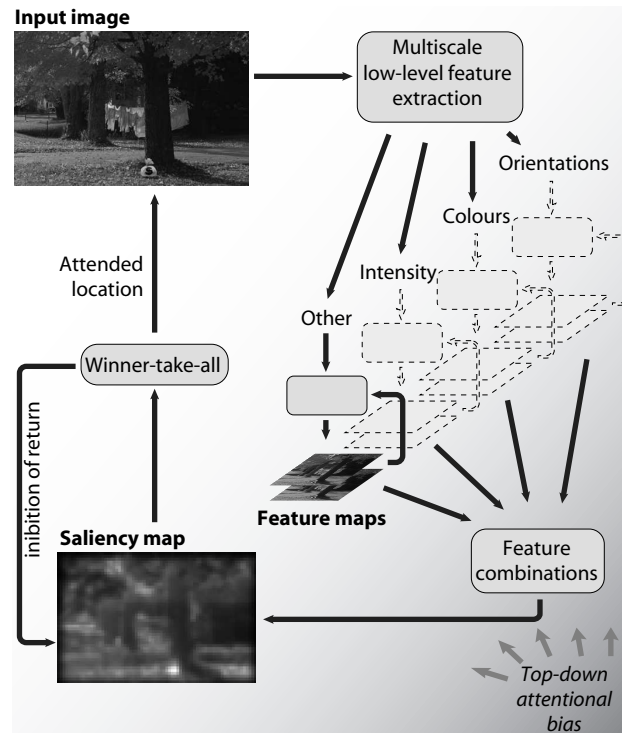 Input image
Multiscale
low-level feature
extraction
Orientations
Colours
Intensity
Other
Attended
location
Winner-take-all
inibition of return
Feature maps
Saliency map
Feature
combinations
Top-down
attentional
bias